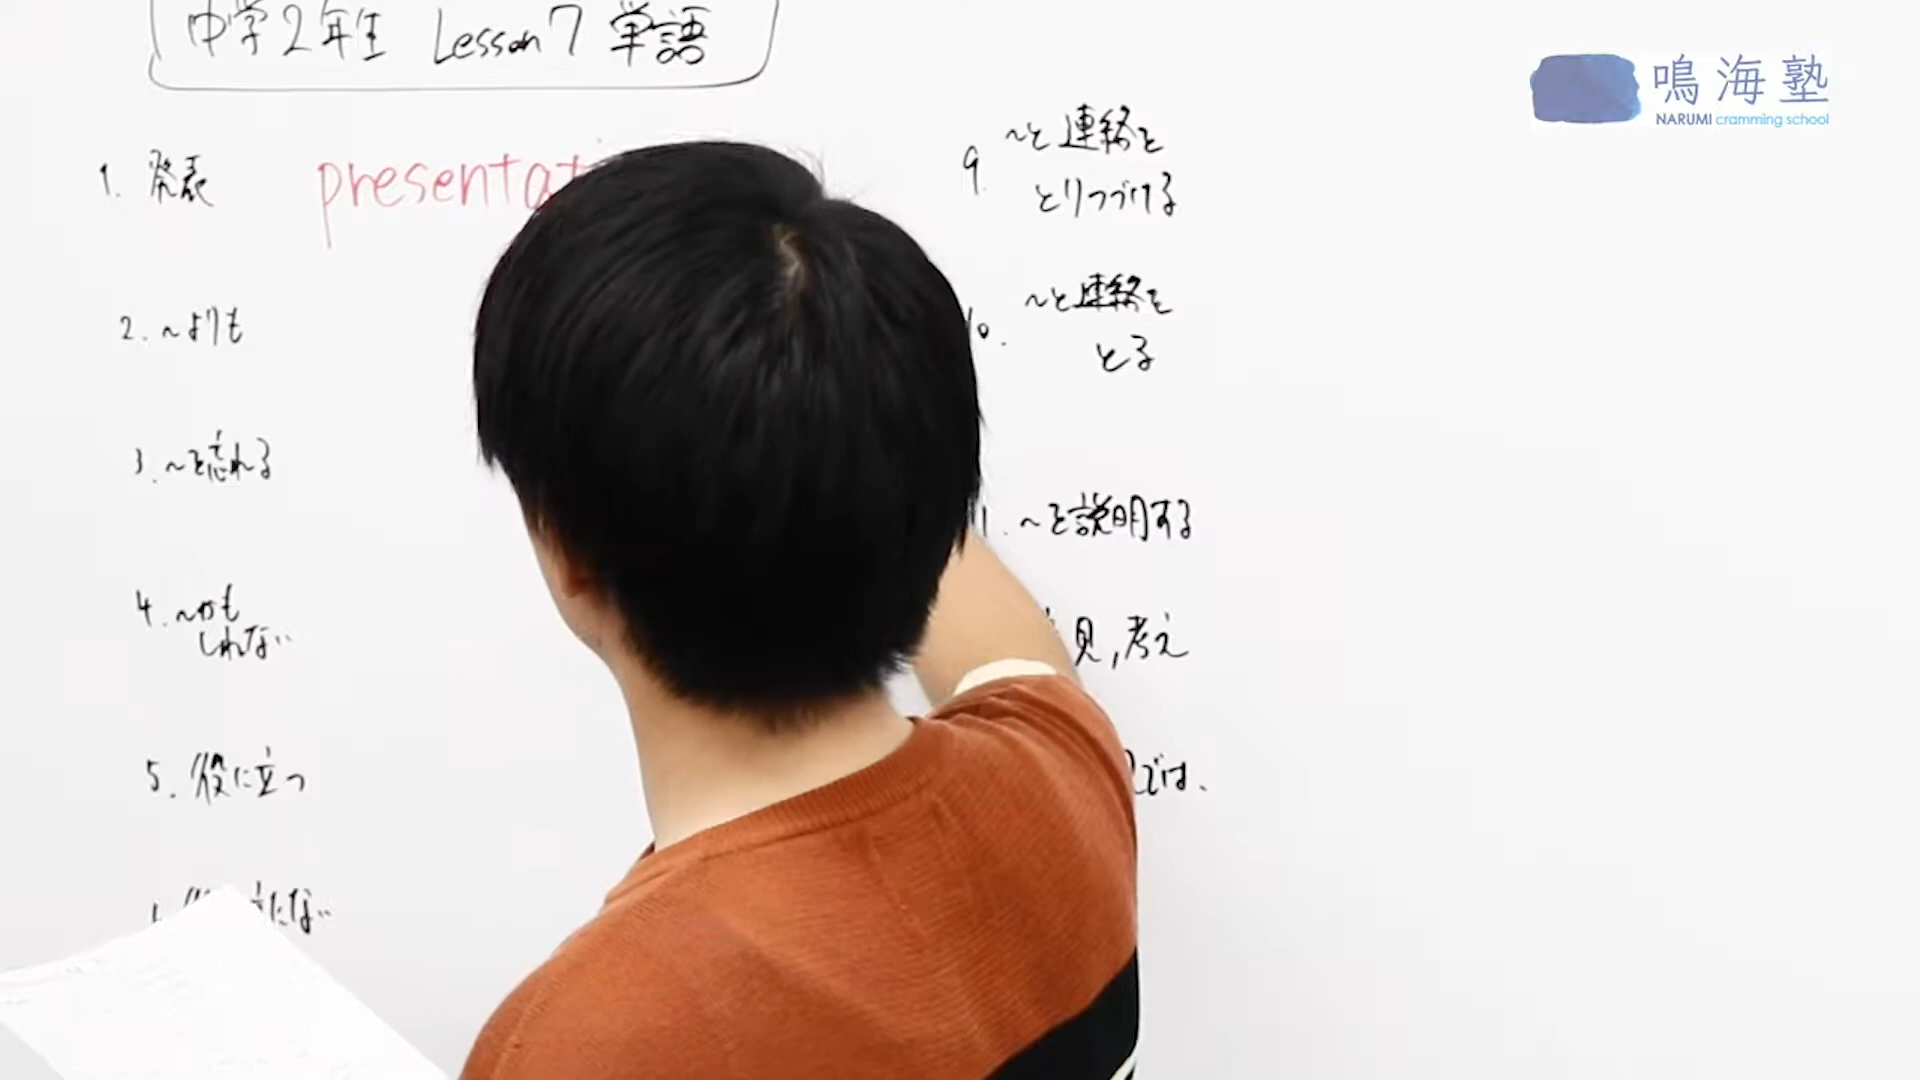 中学2年生 Lesson7 単語
1. 発表 presentat
2. ~よりも
3. ~を忘れる
4. ~かも
しれない
5. 役に立つ
9. ~と連絡を
とりつづける
10. ~と連絡を
とる
11. ~を説明する
見,考え
では、
鳴海塾
NARUMI cramming school